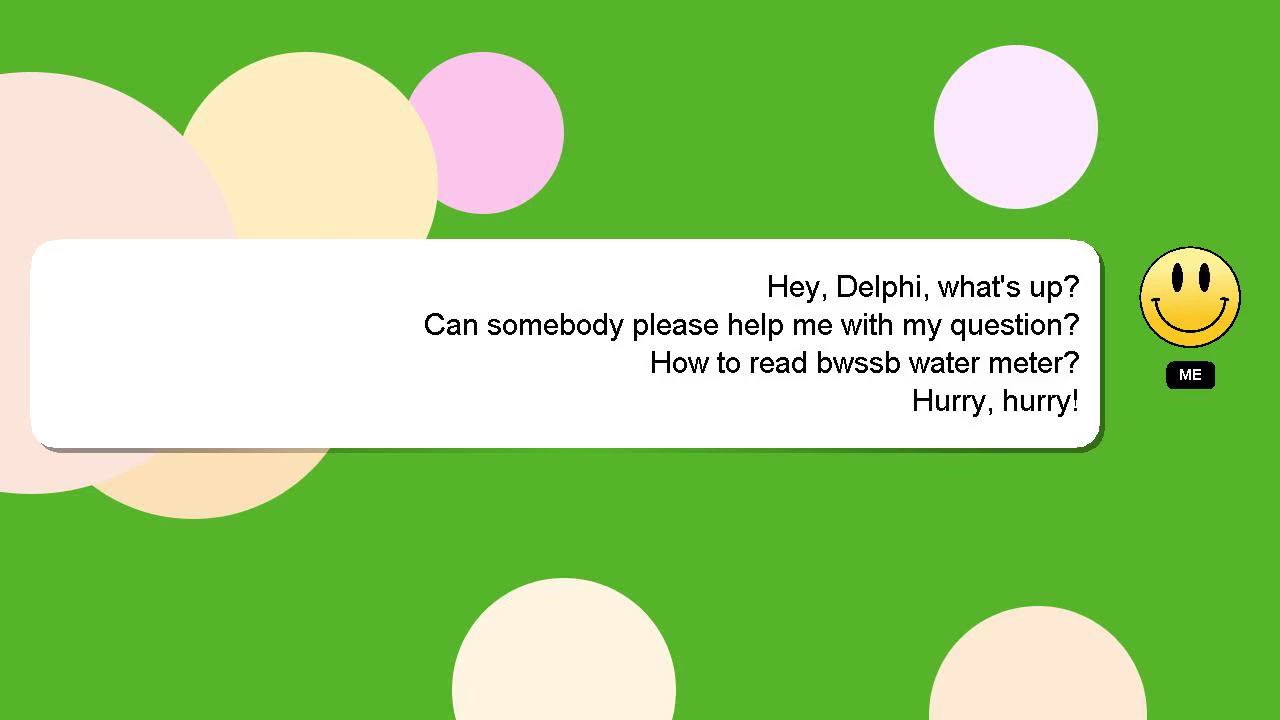 Hey, Delphi, what's up?
Can somebody please help me with my question?
How to read bwssb water meter?
Hurry, hurry!
ME